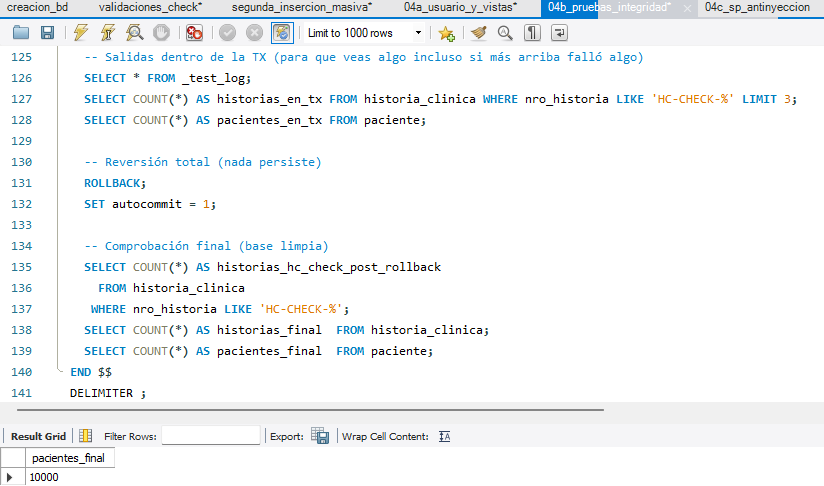 creacion_bd validaciones_check* segunda_insercion_masiva* 04a_usuario_y_vistas* 04b_pruebas_integridad* 04c_sp_antinyeccion
Limit to 1000 rows
125 -- Salidas dentro de la TX (para que veas algo incluso si más arriba falló algo)
126 SELECT * FROM _test_log;
127 SELECT COUNT(*) AS historias_en_tx FROM historia_clinica WHERE nro_historia LIKE 'HC-CHECK-%' LIMIT 3;
128 SELECT COUNT(*) AS pacientes_en_tx FROM paciente;
129
130 -- Reversión total (nada persiste)
131 ROLLBACK;
132 SET autocommit = 1;
133
134 -- Comprobación final (base limpia)
135 SELECT COUNT(*) AS historias_hc_check_post_rollback
136 FROM historia_clinica
137 WHERE nro_historia LIKE 'HC-CHECK-%';
138 SELECT COUNT(*) AS historias_final FROM historia_clinica;
139 SELECT COUNT(*) AS pacientes_final FROM paciente;
140 END $$
141 DELIMITER ;
Result Grid Filter Rows: Export: Wrap Cell Content:
pacientes_final
10000